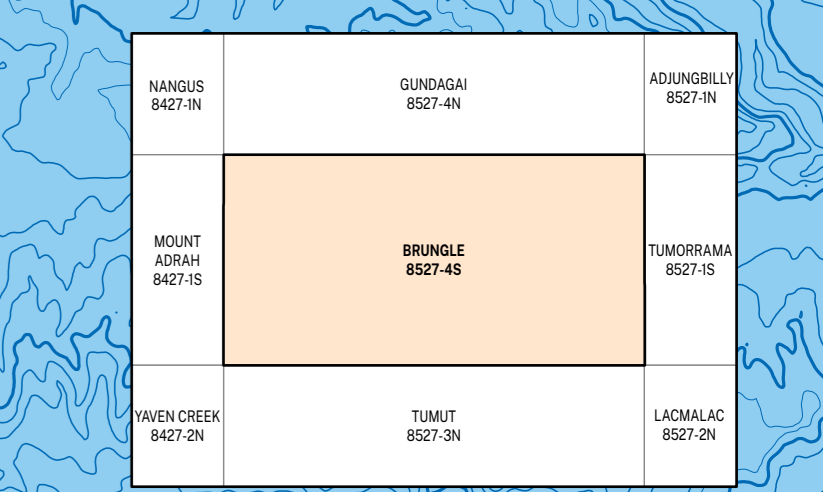 NANGUS
8427-1N
GUNDAGAI
8527-4N
ADJUNGBILLY
8527-1N
MOUNT
ADRAH
8427-1S
BRUNGLE
8527-4S
TUMORRAMA
8527-1S
YAVEN CREEK
8427-2N
TUMUT
8527-3N
LACMALAC
8527-2N